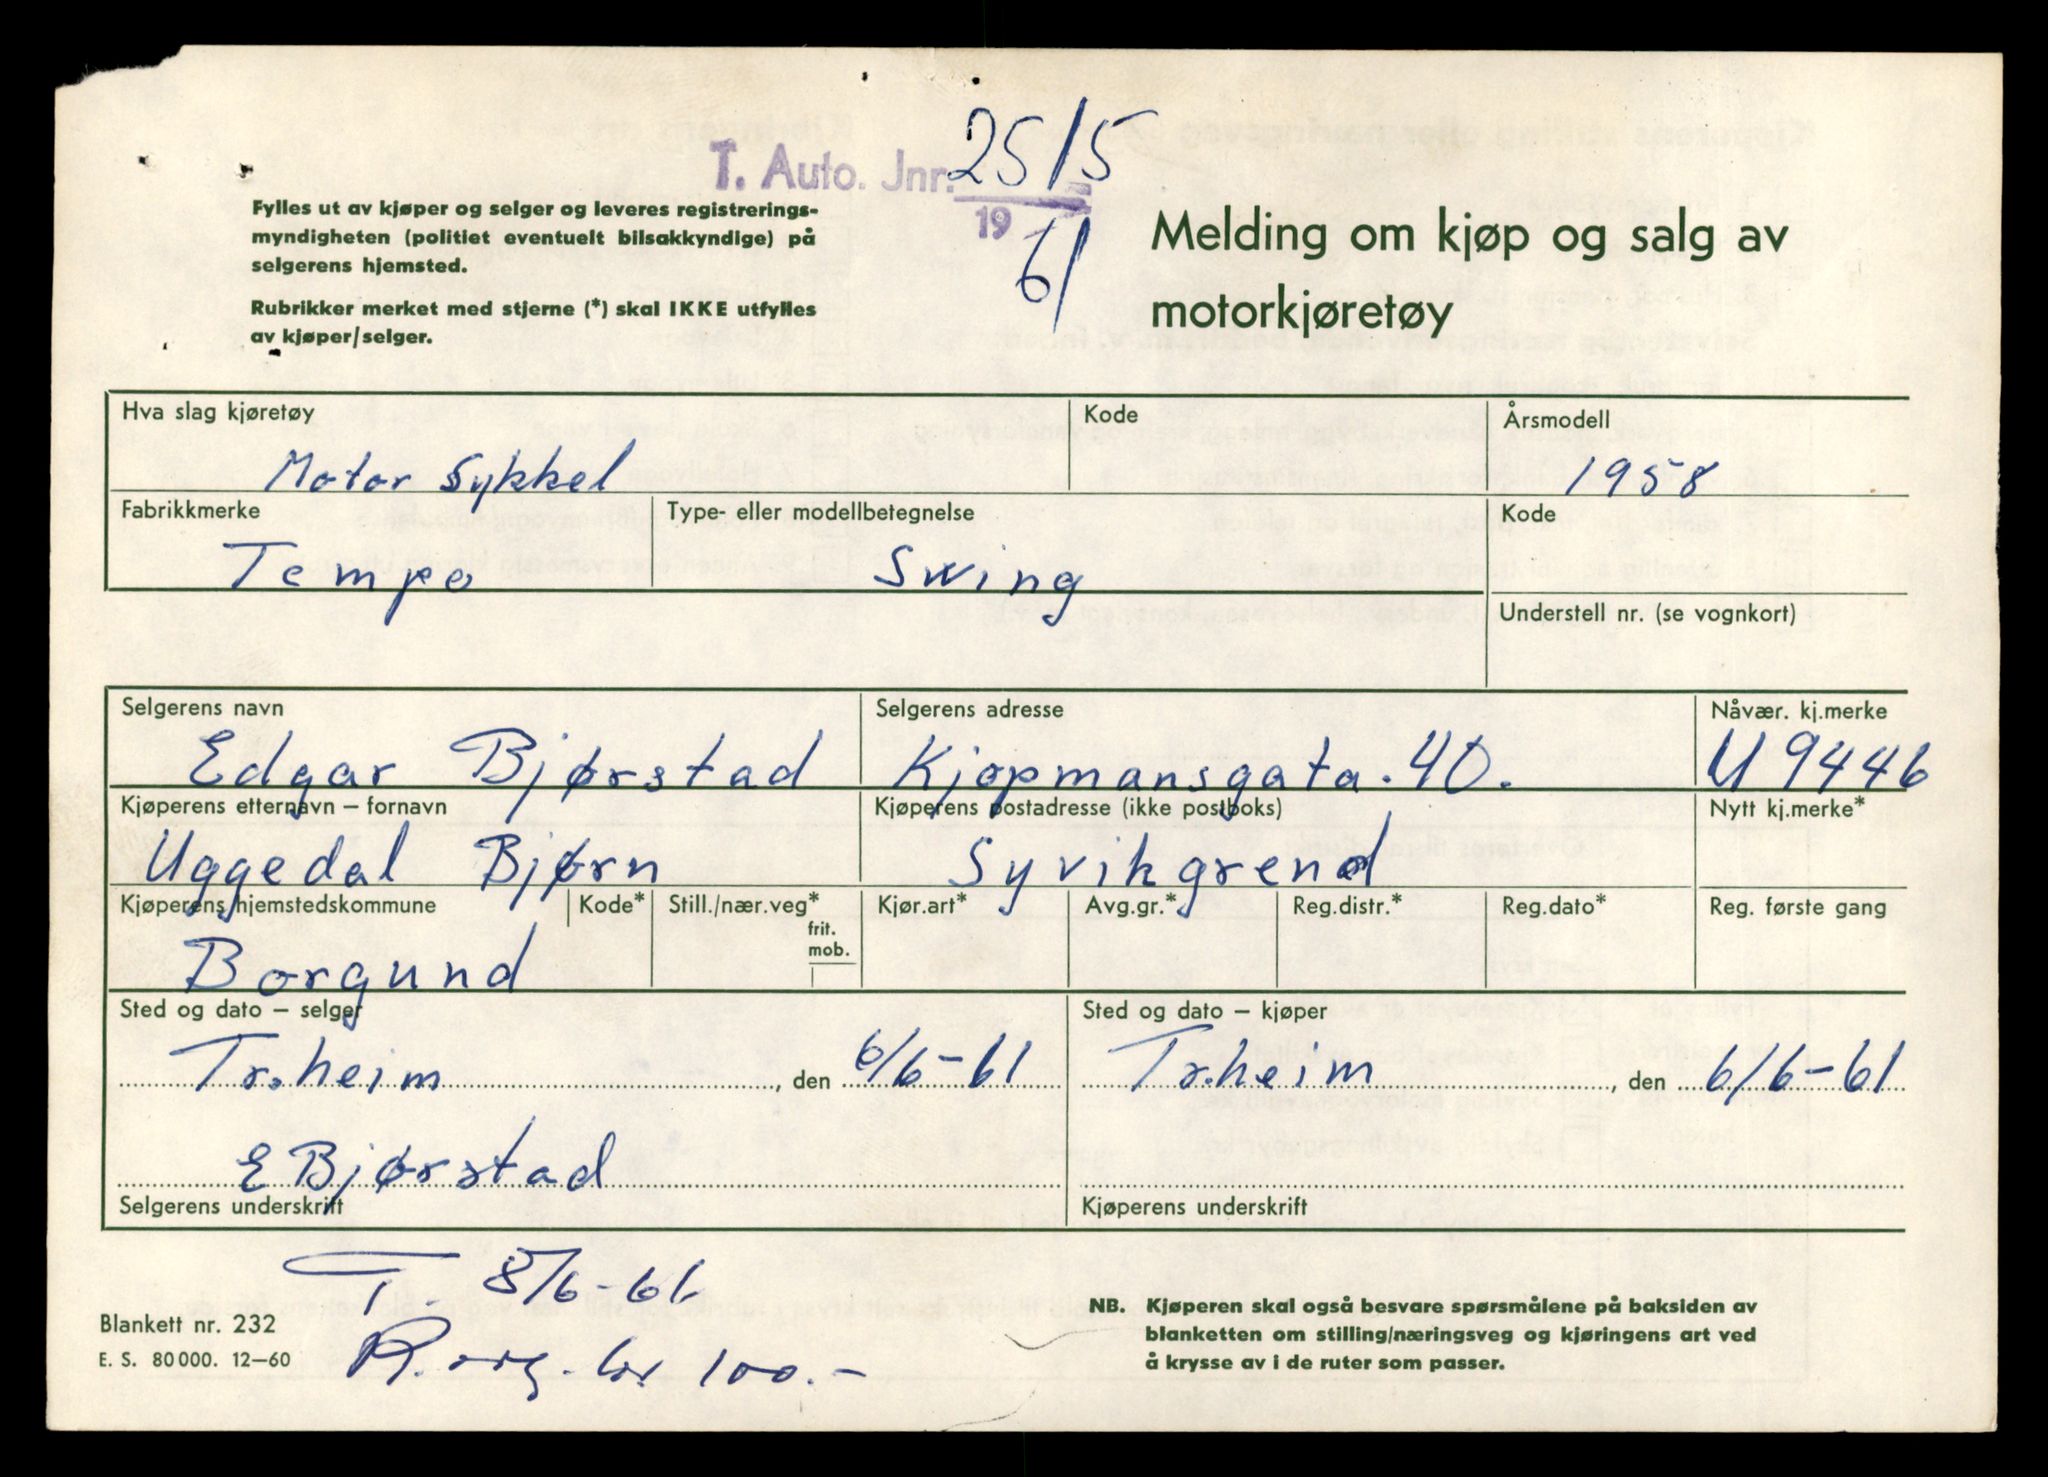 T. Auto. Jnr. 2515
19 61
Fylles ut av kjøper og selger og leveres registrerings-
myndigheten (politiet eventuelt bilsakkyndige) på
selgerens hjemsted.
Rubrikker merket med stjerne (*) skal IKKE utfylles
av kjøper/selger.
Melding om kjøp og salg av
motorkjøretøy
Hva slag kjøretøy
Motor sykkel
Kode
Årsmodell
1958
Fabrikkmerke
Tempo
Type- eller modellbetegnelse
Swing
Kode
Understell nr. (se vognkort)
Selgerens navn
Edgar Bjørstad
Selgerens adresse
Kjøpmansgata. 40.
Nåvær. kj.merke
U 9446
Kjøperens etternavn – fornavn
Uggedal Bjørn
Kjøperens postadresse (ikke postboks)
Syvikgrend
Nytt kj.merke*
Kjøperens hjemstedskommune
Borgund
Kode*
Still./nær.veg*
frit.
mob.
Kjør.art*
Avg.gr.*
Reg.distr.*
Reg.dato*
Reg. første gang
Sted og dato – selger
Tr.heim, den 6/6-61
Sted og dato – kjøper
Tr.heim, den 6/6-61
E Bjørstad
Selgerens underskrift
Kjøperens underskrift
T. 8/6-61.
R. org. kr 100.-
Blankett nr. 232
E. S. 80000. 12–60
NB. Kjøperen skal også besvare spørsmålene på baksiden av
blanketten om stilling/næringsveg og kjøringens art ved
å krysse av i de ruter som passer.